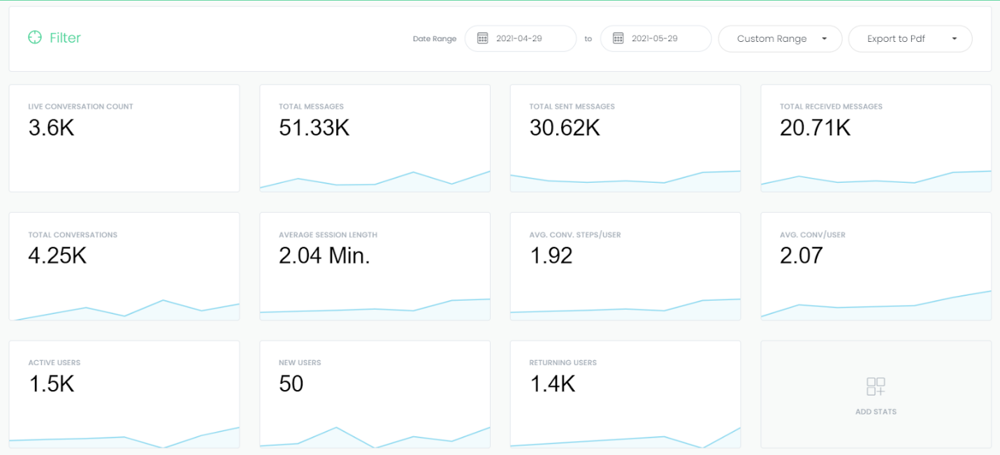 Filter
Date Range 2021-04-29 to 2021-05-29 Custom Range Export to Pdf
LIVE CONVERSATION COUNT
3.6K
TOTAL MESSAGES
51.33K
TOTAL SENT MESSAGES
30.62K
TOTAL RECEIVED MESSAGES
20.71K
TOTAL CONVERSATIONS
4.25K
AVERAGE SESSION LENGTH
2.04 Min.
AVG. CONV. STEPS/USER
1.92
AVG. CONV/USER
2.07
ACTIVE USERS
1.5K
NEW USERS
50
RETURNING USERS
1.4K
ADD STATS